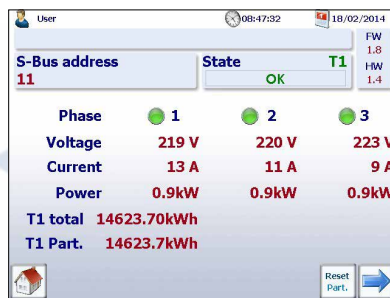 User 08:47:32 18/02/2014
FW
1.8
HW
1.4
S-Bus address
11
State T1
OK
Phase 1 2 3
Voltage 219 V 220 V 223 V
Current 13 A 11 A 9 A
Power 0.9kW 0.9kW 0.9kW
T1 total 14623.70kWh
T1 Part. 14623.7kWh
Reset
Part.